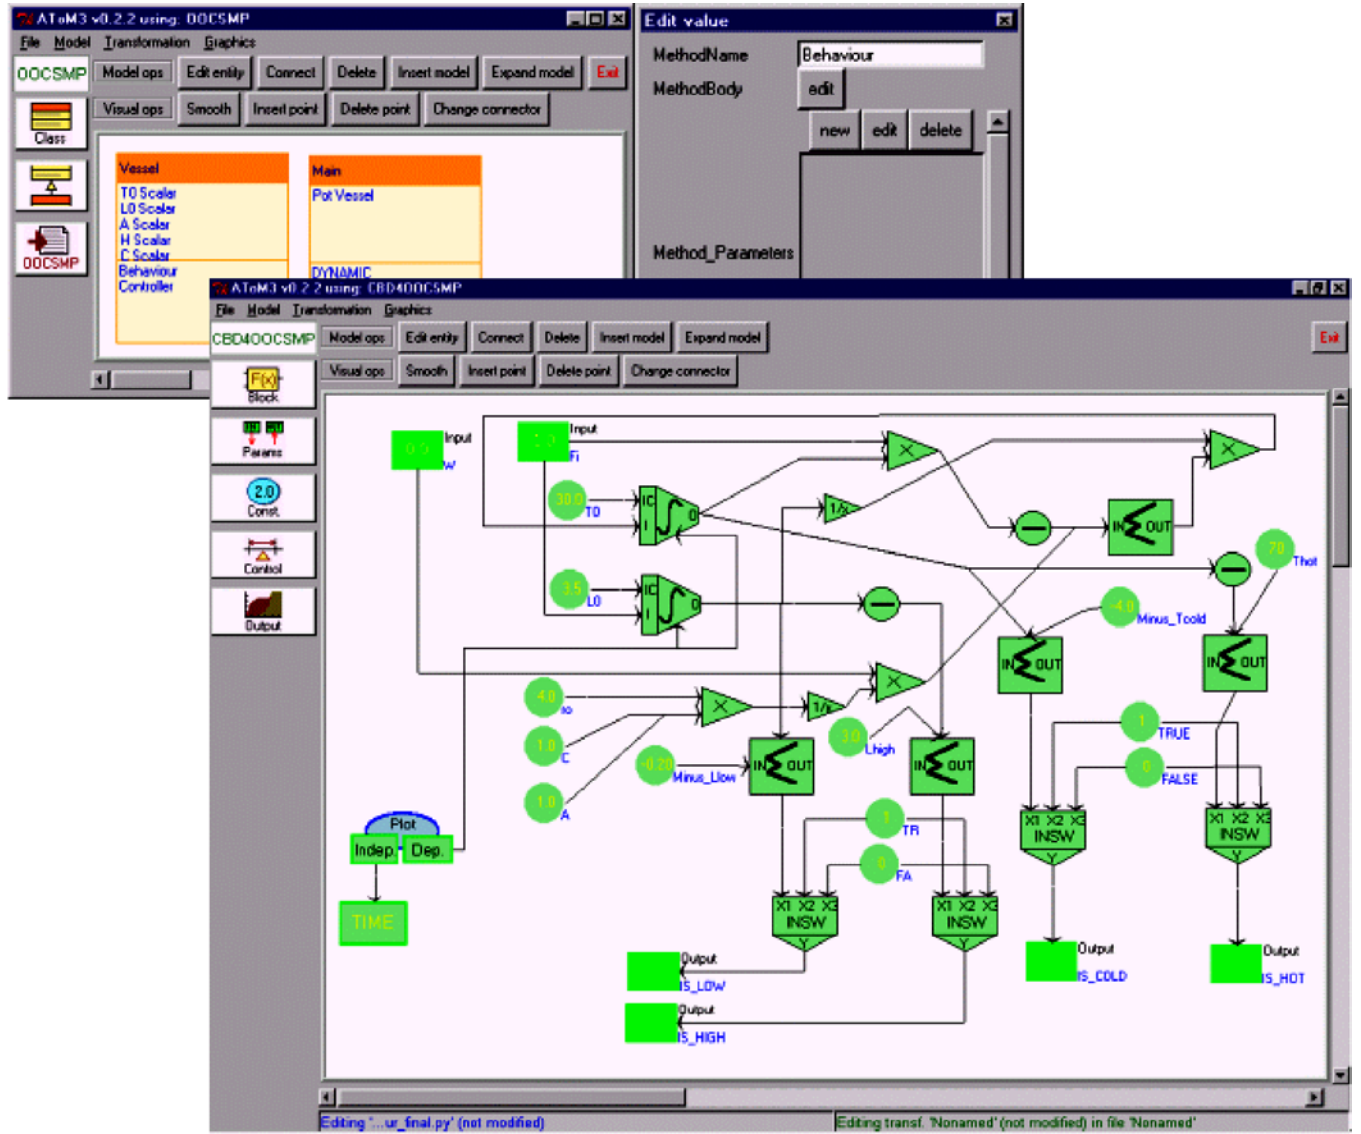 AToM3 v0.2.2 using: OOCSMP
File Model Transformation Graphics
OOCSMP Model ops Edit entity Connect Delete Insert model Expand model Exit
Visual ops Smooth Insert point Delete point Change connector
Class
OOCSMP
Vessel
T0 Scalar
L0 Scalar
A Scalar
H Scalar
C Scalar
Behaviour
Controller
Main
Pot Vessel
DYNAMIC
Edit value
MethodName Behaviour
MethodBody edit
new edit delete
Method_Parameters
AToM3 v0.2.2 using: CBD4OOCSMP
File Model Transformation Graphics
CBD4OOCSMP Model ops Edit entity Connect Delete Insert model Expand model Exit
Visual ops Smooth Insert point Delete point Change connector
F(x)
Block
Params
2.0
Const.
Control
Output
0.0 Input
W
Input
Fi
X
X
30.0
T0
IC
I
0
1/x
IN OUT
70
Thot
3.5
L0
IC
I
0
-4.0
Minus_Tcold
IN OUT
IN OUT
4.0
ro
X
1/x
X
1.0
C
3.0
Lhigh
1
TRUE
-0.20
Minus_Llow
IN OUT
IN OUT
0
FALSE
1.0
A
Plot
Indep. Dep.
TIME
1
TR
0
FA
X1 X2 X3
INSW
Y
X1 X2 X3
INSW
Y
X1 X2 X3
INSW
Y
X1 X2 X3
INSW
Y
Output
IS_LOW
Output
IS_HIGH
Output
IS_COLD
Output
IS_HOT
Editing '...ur_final.py' (not modified)
Editing transf. 'Nonamed' (not modified) in file 'Nonamed'